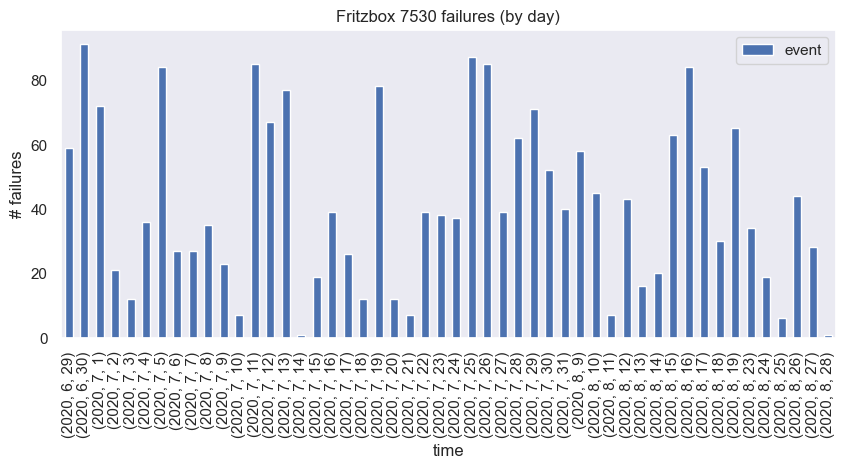 Fritzbox 7530 failures (by day)
event
# failures
80
60
40
20
0
(2020, 6, 29)
(2020, 6, 30)
(2020, 7, 1)
(2020, 7, 2)
(2020, 7, 3)
(2020, 7, 4)
(2020, 7, 5)
(2020, 7, 6)
(2020, 7, 7)
(2020, 7, 8)
(2020, 7, 9)
(2020, 7, 10)
(2020, 7, 11)
(2020, 7, 12)
(2020, 7, 13)
(2020, 7, 14)
(2020, 7, 15)
(2020, 7, 16)
(2020, 7, 17)
(2020, 7, 18)
(2020, 7, 19)
(2020, 7, 20)
(2020, 7, 21)
(2020, 7, 22)
(2020, 7, 23)
(2020, 7, 24)
(2020, 7, 25)
(2020, 7, 26)
(2020, 7, 27)
(2020, 7, 28)
(2020, 7, 29)
(2020, 7, 30)
(2020, 7, 31)
(2020, 8, 9)
(2020, 8, 10)
(2020, 8, 11)
(2020, 8, 12)
(2020, 8, 13)
(2020, 8, 14)
(2020, 8, 15)
(2020, 8, 16)
(2020, 8, 17)
(2020, 8, 18)
(2020, 8, 19)
(2020, 8, 23)
(2020, 8, 24)
(2020, 8, 25)
(2020, 8, 26)
(2020, 8, 27)
(2020, 8, 28)
time